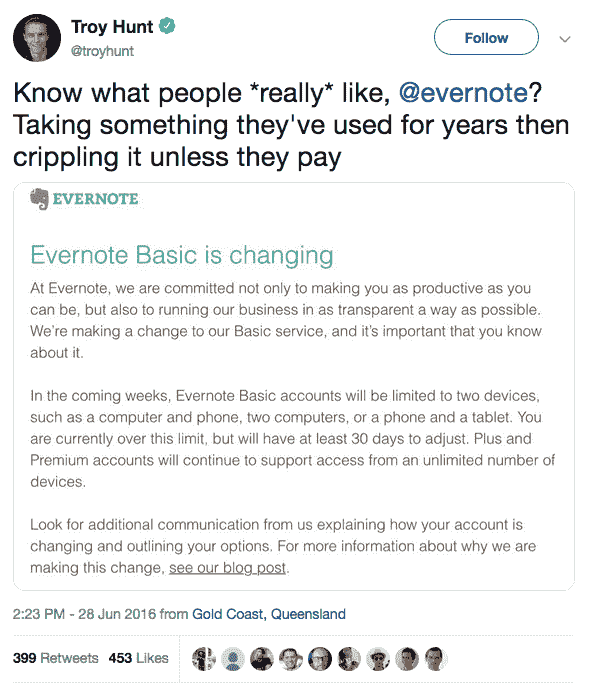 Troy Hunt
@troyhunt
Follow
Know what people *really* like, @evernote?
Taking something they've used for years then
crippling it unless they pay
EVERNOTE
Evernote Basic is changing
At Evernote, we are committed not only to making you as productive as you
can be, but also to running our business in as transparent a way as possible.
We're making a change to our Basic service, and it's important that you know
about it.
In the coming weeks, Evernote Basic accounts will be limited to two devices,
such as a computer and phone, two computers, or a phone and a tablet. You
are currently over this limit, but will have at least 30 days to adjust. Plus and
Premium accounts will continue to support access from an unlimited number of
devices.
Look for additional communication from us explaining how your account is
changing and outlining your options. For more information about why we are
making this change, see our blog post.
2:23 PM - 28 Jun 2016 from Gold Coast, Queensland
399 Retweets 453 Likes